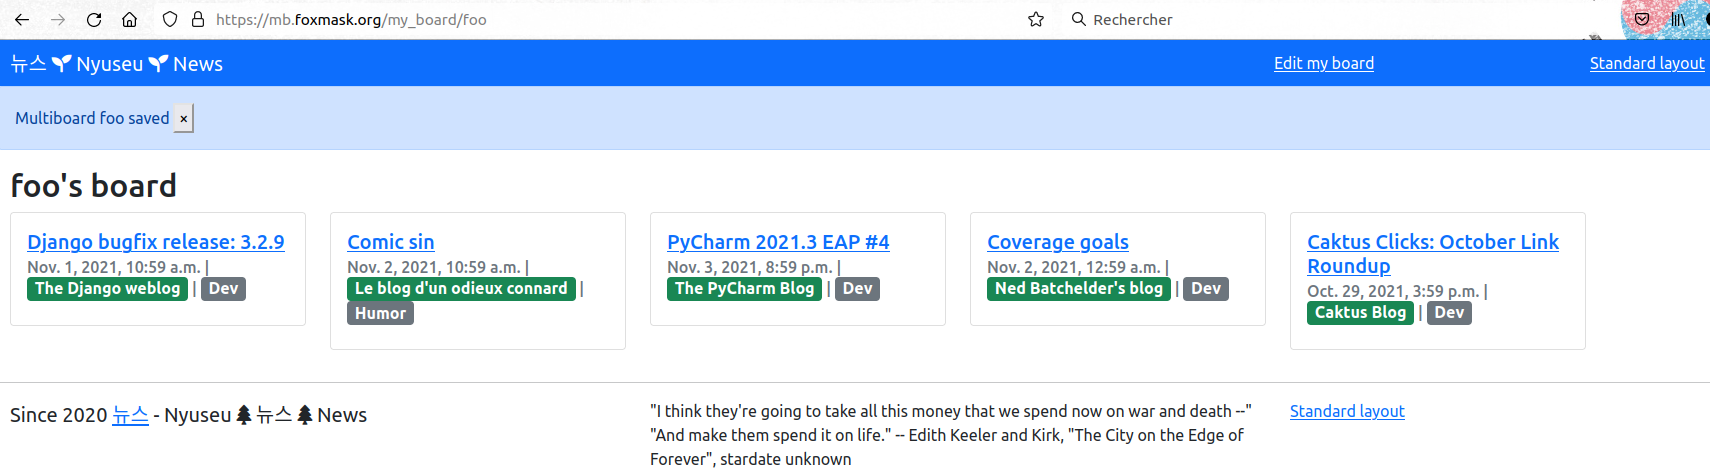 https://mb.foxmask.org/my_board/foo
Rechercher
뉴스 Nyuseu News
Edit my board
Standard layout
Multiboard foo saved ×
foo's board
Django bugfix release: 3.2.9
Nov. 1, 2021, 10:59 a.m. |
The Django weblog | Dev
Comic sin
Nov. 2, 2021, 10:59 a.m. |
Le blog d'un odieux connard |
Humor
PyCharm 2021.3 EAP #4
Nov. 3, 2021, 8:59 p.m. |
The PyCharm Blog | Dev
Coverage goals
Nov. 2, 2021, 12:59 a.m. |
Ned Batchelder's blog | Dev
Caktus Clicks: October Link
Roundup
Oct. 29, 2021, 3:59 p.m. |
Caktus Blog | Dev
Since 2020 뉴스 - Nyuseu 뉴스 News
"I think they're going to take all this money that we spend now on war and death --"
"And make them spend it on life." -- Edith Keeler and Kirk, "The City on the Edge of
Forever", stardate unknown
Standard layout